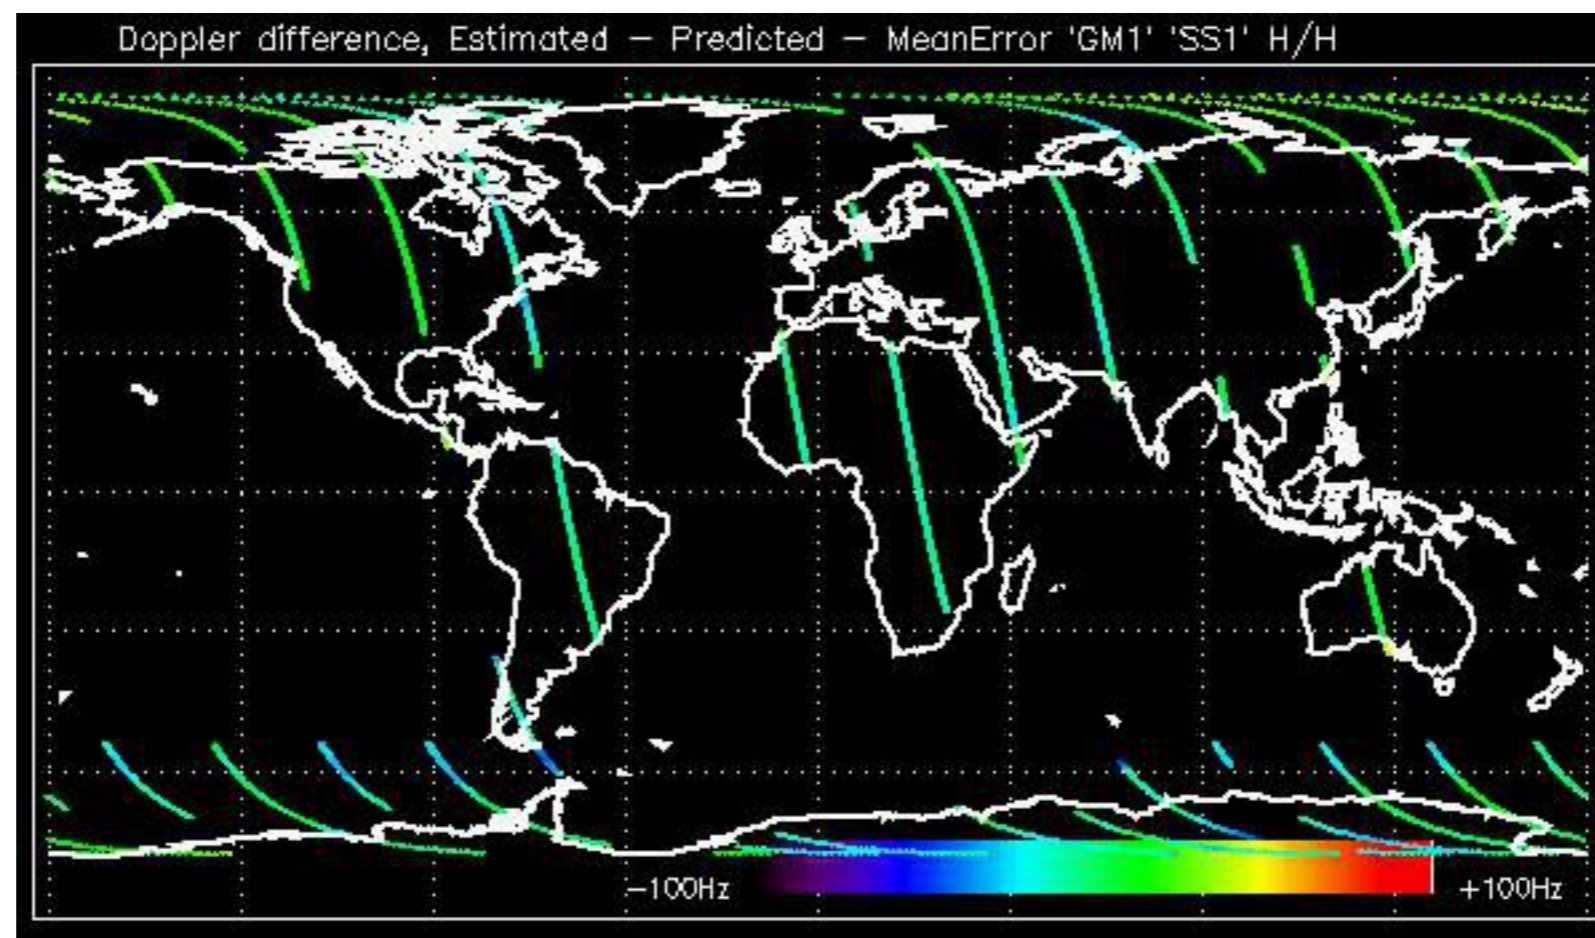 Doppler difference, Estimated − Predicted − MeanError 'GM1' 'SS1' H/H
−100Hz
+100Hz